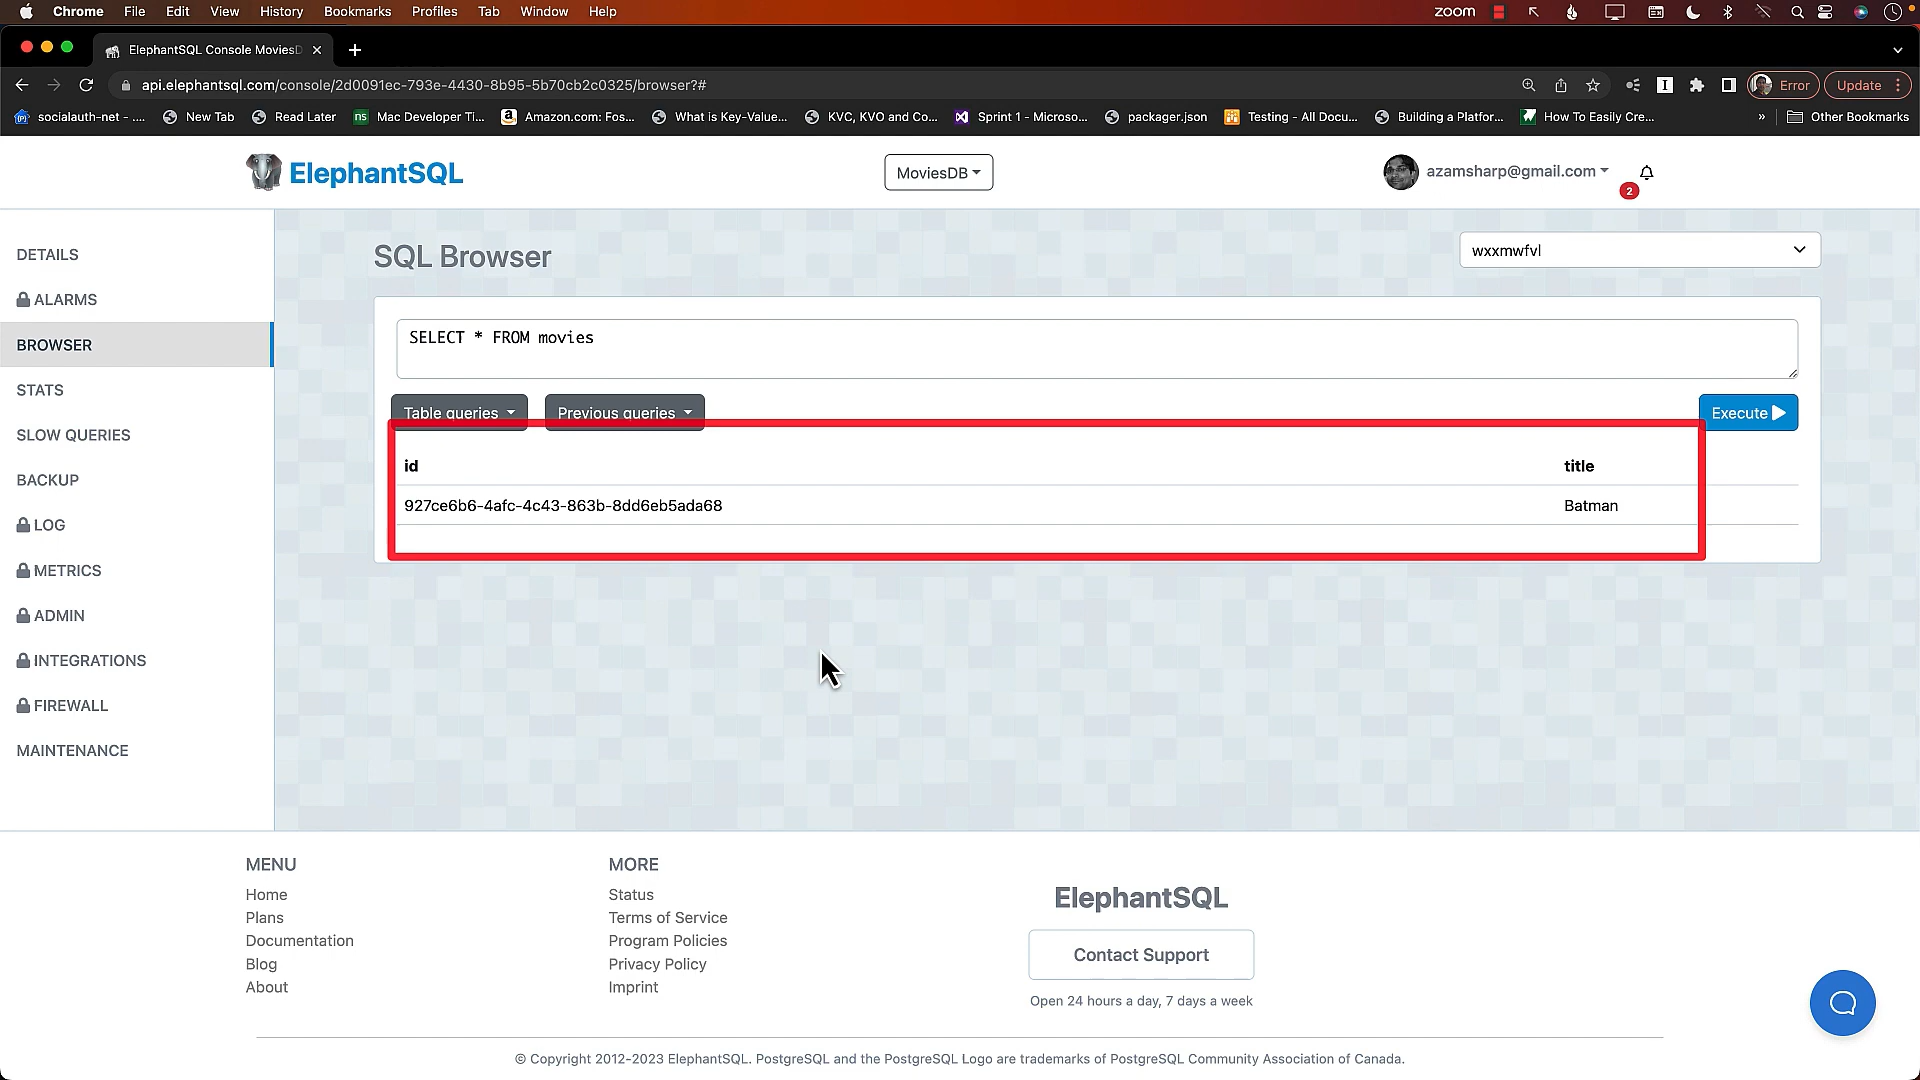 Chrome File Edit View History Bookmarks Profiles Tab Window Help zoom
ElephantSQL Console MoviesD
api.elephantsql.com/console/2d0091ec-793e-4430-8b95-5b70cb2c0325/browser?# Error Update
socialauth-net - .... New Tab Read Later ns Mac Developer Ti... Amazon.com: Fos... What is Key-Value... KVC, KVO and Co... Sprint 1 - Microso... packager.json Testing - All Docu... Building a Platfor... How To Easily Cre... » Other Bookmarks
ElephantSQL MoviesDB azamsharp@gmail.com 2
DETAILS
ALARMS
BROWSER
STATS
SLOW QUERIES
BACKUP
LOG
METRICS
ADMIN
INTEGRATIONS
FIREWALL
MAINTENANCE
SQL Browser wxxmwfvl
SELECT * FROM movies
Table queries Previous queries Execute
id title
927ce6b6-4afc-4c43-863b-8dd6eb5ada68 Batman
MENU
Home
Plans
Documentation
Blog
About
MORE
Status
Terms of Service
Program Policies
Privacy Policy
Imprint
ElephantSQL
Contact Support
Open 24 hours a day, 7 days a week
© Copyright 2012-2023 ElephantSQL. PostgreSQL and the PostgreSQL Logo are trademarks of PostgreSQL Community Association of Canada.